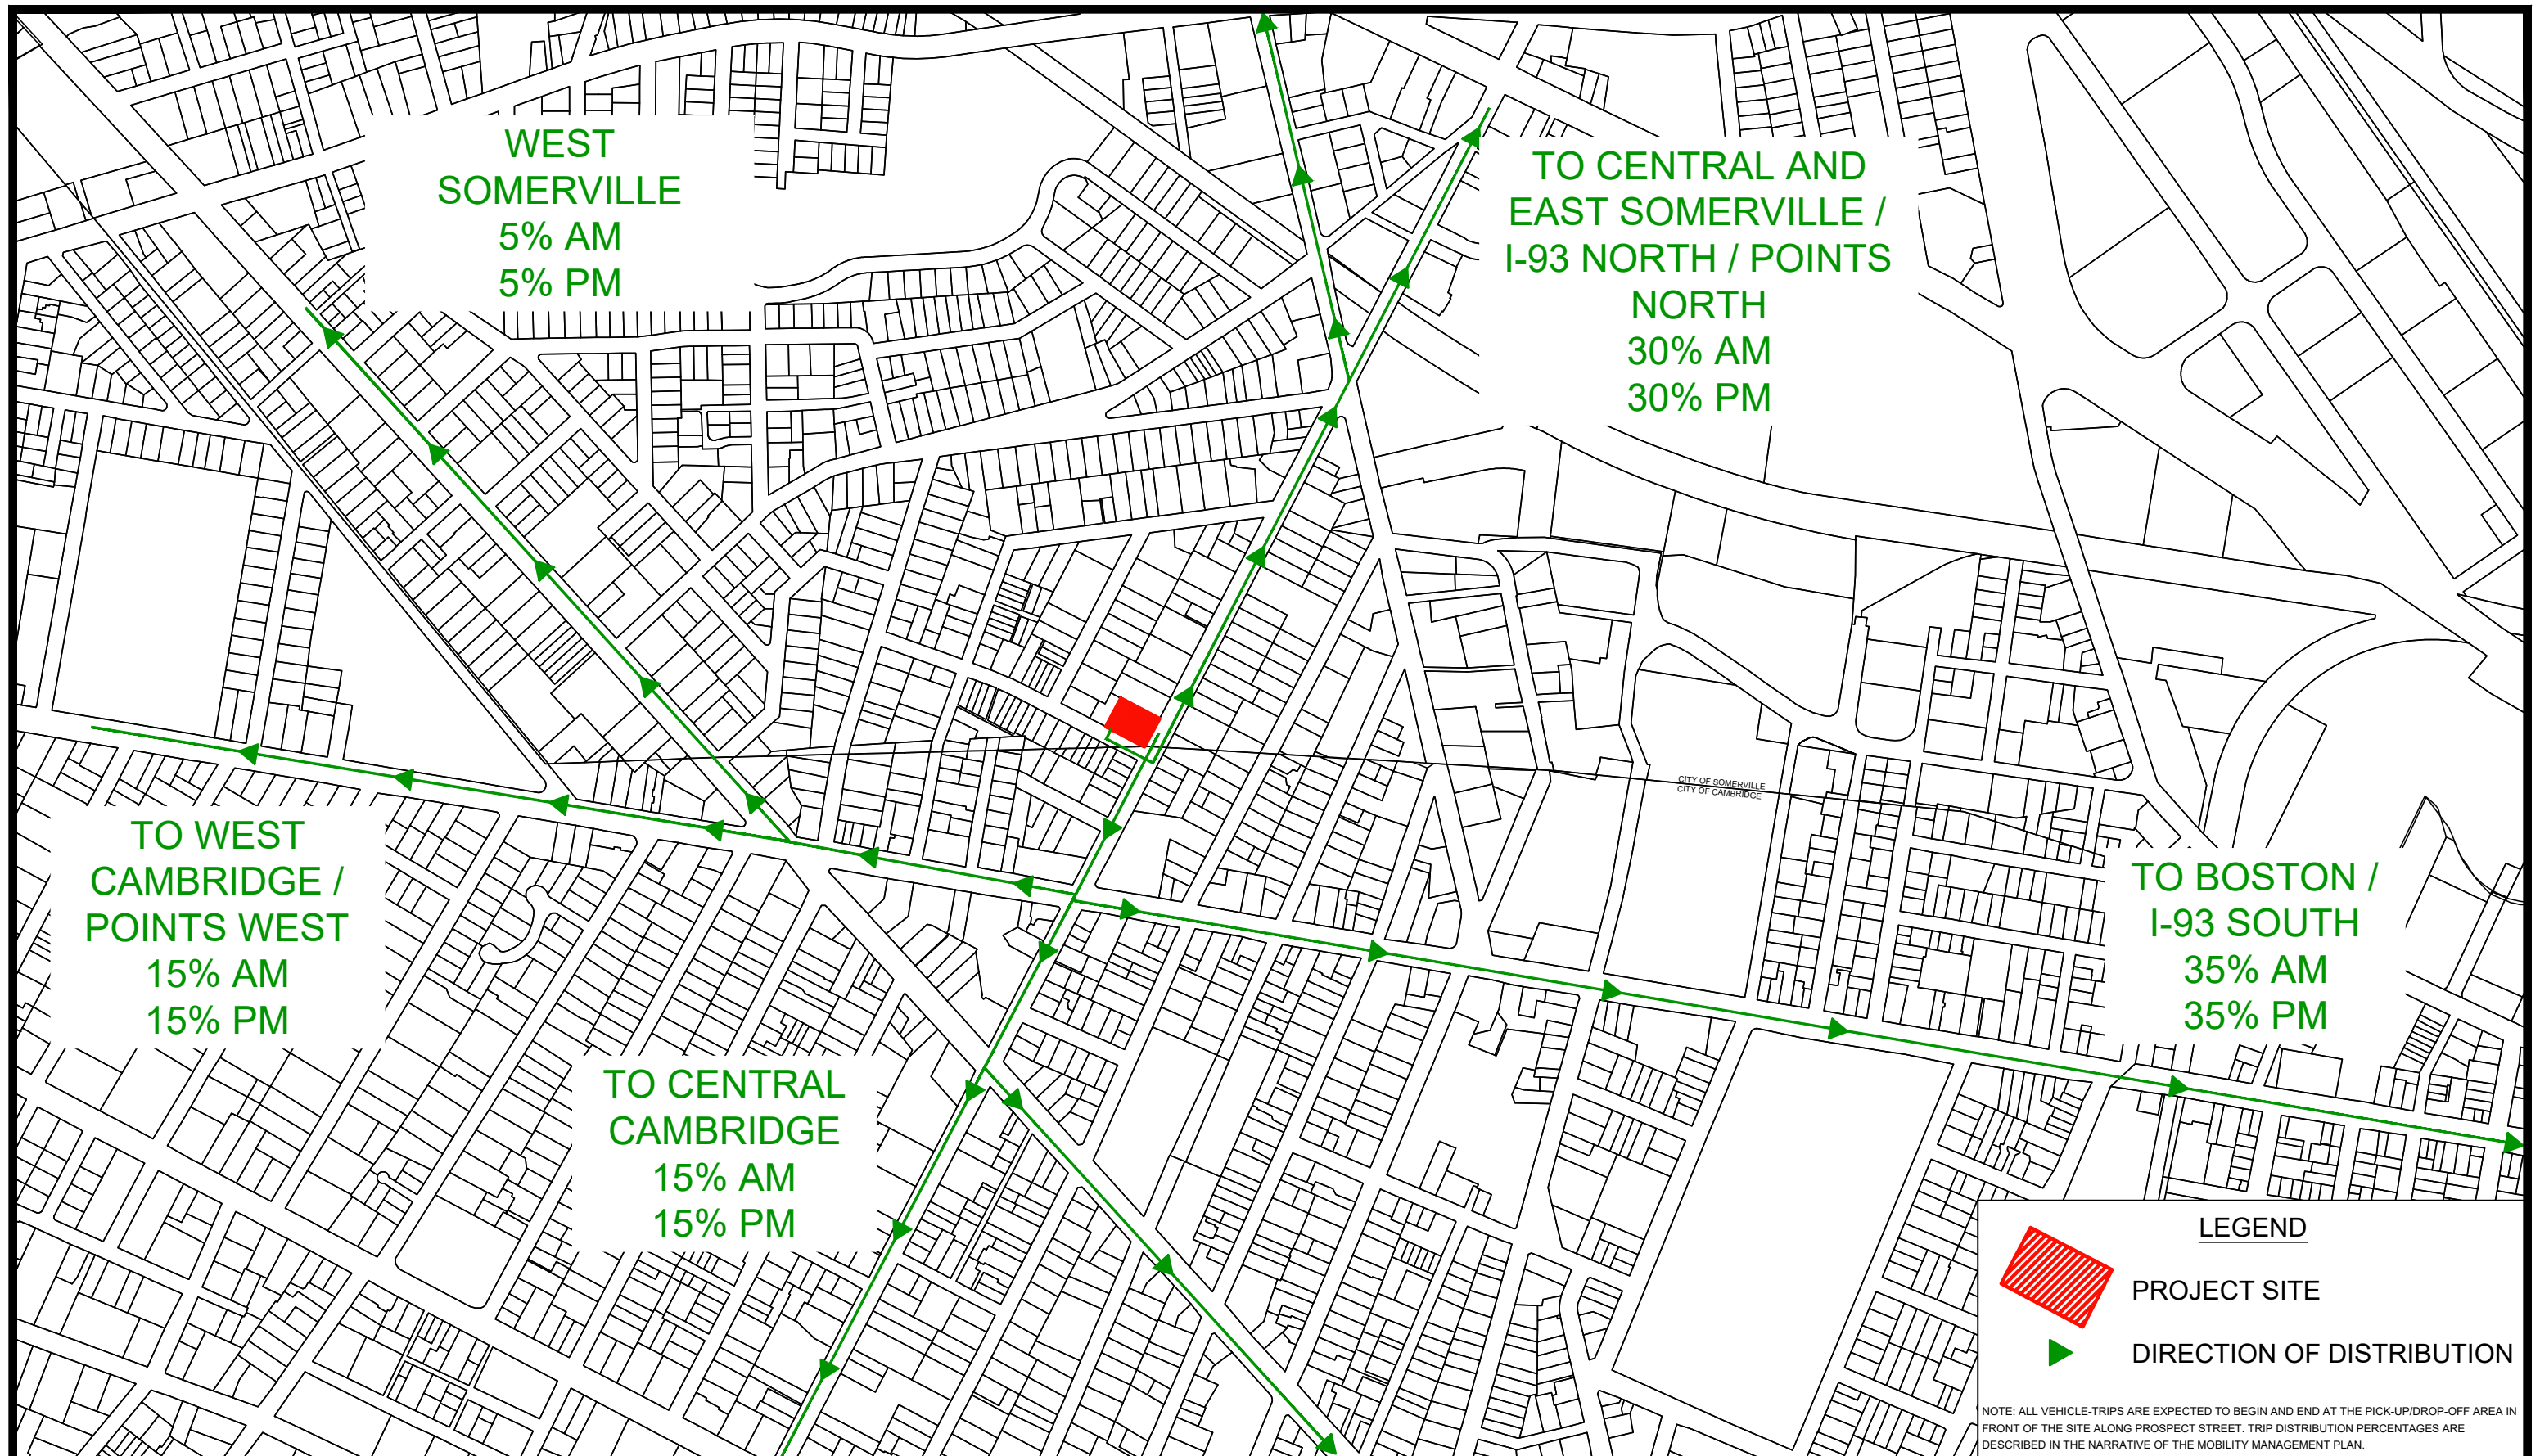 WEST
SOMERVILLE
5% AM
5% PM
TO CENTRAL AND
EAST SOMERVILLE /
I-93 NORTH / POINTS
NORTH
30% AM
30% PM
CITY OF SOMERVILLE
CITY OF CAMBRIDGE
TO WEST
CAMBRIDGE /
POINTS WEST
15% AM
15% PM
TO BOSTON /
I-93 SOUTH
35% AM
35% PM
TO CENTRAL
CAMBRIDGE
15% AM
15% PM
LEGEND
PROJECT SITE
DIRECTION OF DISTRIBUTION
NOTE: ALL VEHICLE-TRIPS ARE EXPECTED TO BEGIN AND END AT THE PICK-UP/DROP-OFF AREA IN
FRONT OF THE SITE ALONG PROSPECT STREET. TRIP DISTRIBUTION PERCENTAGES ARE
DESCRIBED IN THE NARRATIVE OF THE MOBILITY MANAGEMENT PLAN.